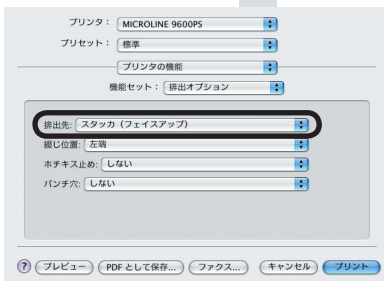 プリンタ： MICROLINE 9600PS
プリセット： 標準
プリンタの機能
機能セット： 排出オプション
排出先: スタッカ（フェイスアップ）
綴じ位置: 左端
ホチキス止め: しない
パンチ穴: しない
? プレビュー PDF として保存... ファクス... キャンセル プリント